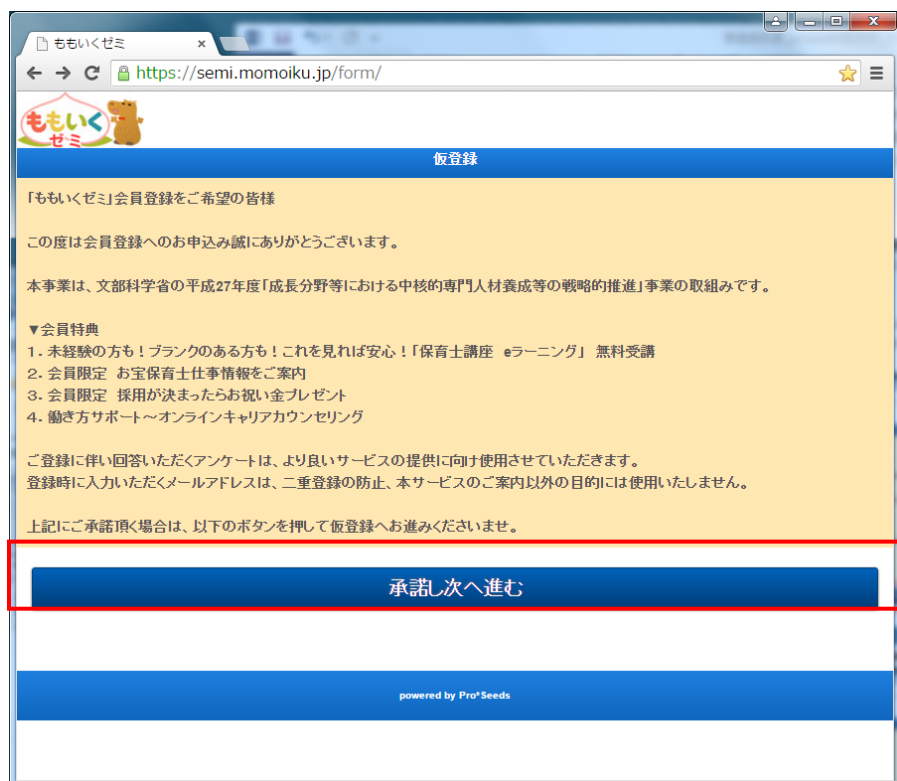 ももいくゼミ
https://semi.momoiku.jp/form/
ももいく
ゼミ
仮登録
「ももいくゼミ」会員登録をご希望の皆様
この度は会員登録へのお申込み誠にありがとうございます。
本事業は、文部科学省の平成27年度「成長分野等における中核的専門人材養成等の戦略的推進」事業の取組みです。
▼会員特典
1. 未経験の方も！ブランクのある方も！これを見れば安心！「保育士講座 eラーニング」 無料受講
2. 会員限定 お宝保育士仕事情報をご案内
3. 会員限定 採用が決まったらお祝い金プレゼント
4. 働き方サポート～オンラインキャリアカウンセリング
ご登録に伴い回答いただくアンケートは、より良いサービスの提供に向け使用させていただきます。
登録時に入力いただくメールアドレスは、二重登録の防止、本サービスのご案内以外の目的には使用いたしません。
上記にご承諾頂く場合は、以下のボタンを押して仮登録へお進みくださいませ。
承諾し次へ進む
powered by Pro*Seeds